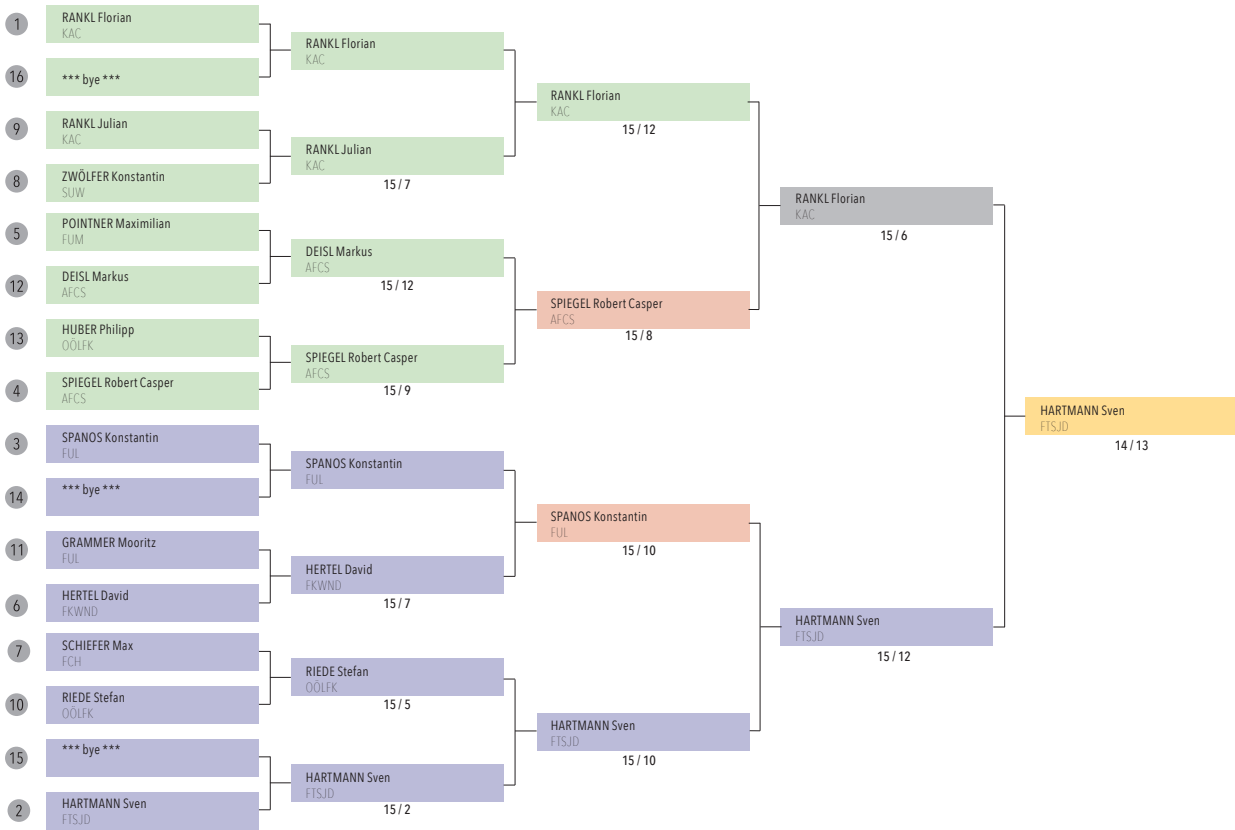 1
RANKL Florian
KAC
16
*** bye ***
9
RANKL Julian
KAC
8
ZWÖLFER Konstantin
SUW
5
POINTNER Maximilian
FUM
12
DEISL Markus
AFCS
13
HUBER Philipp
OÖLFK
4
SPIEGEL Robert Casper
AFCS
3
SPANOS Konstantin
FUL
14
*** bye ***
11
GRAMMER Mooritz
FUL
6
HERTEL David
FKWND
7
SCHIEFER Max
FCH
10
RIEDE Stefan
OÖLFK
15
*** bye ***
2
HARTMANN Sven
FTSJD
RANKL Florian
KAC
RANKL Julian
KAC
15 / 7
DEISL Markus
AFCS
15 / 12
SPIEGEL Robert Casper
AFCS
15 / 9
SPANOS Konstantin
FUL
HERTEL David
FKWND
15 / 7
RIEDE Stefan
OÖLFK
15 / 5
HARTMANN Sven
FTSJD
15 / 2
RANKL Florian
KAC
15 / 12
SPIEGEL Robert Casper
AFCS
15 / 8
SPANOS Konstantin
FUL
15 / 10
HARTMANN Sven
FTSJD
15 / 10
RANKL Florian
KAC
15 / 6
HARTMANN Sven
FTSJD
15 / 12
HARTMANN Sven
FTSJD
14 / 13